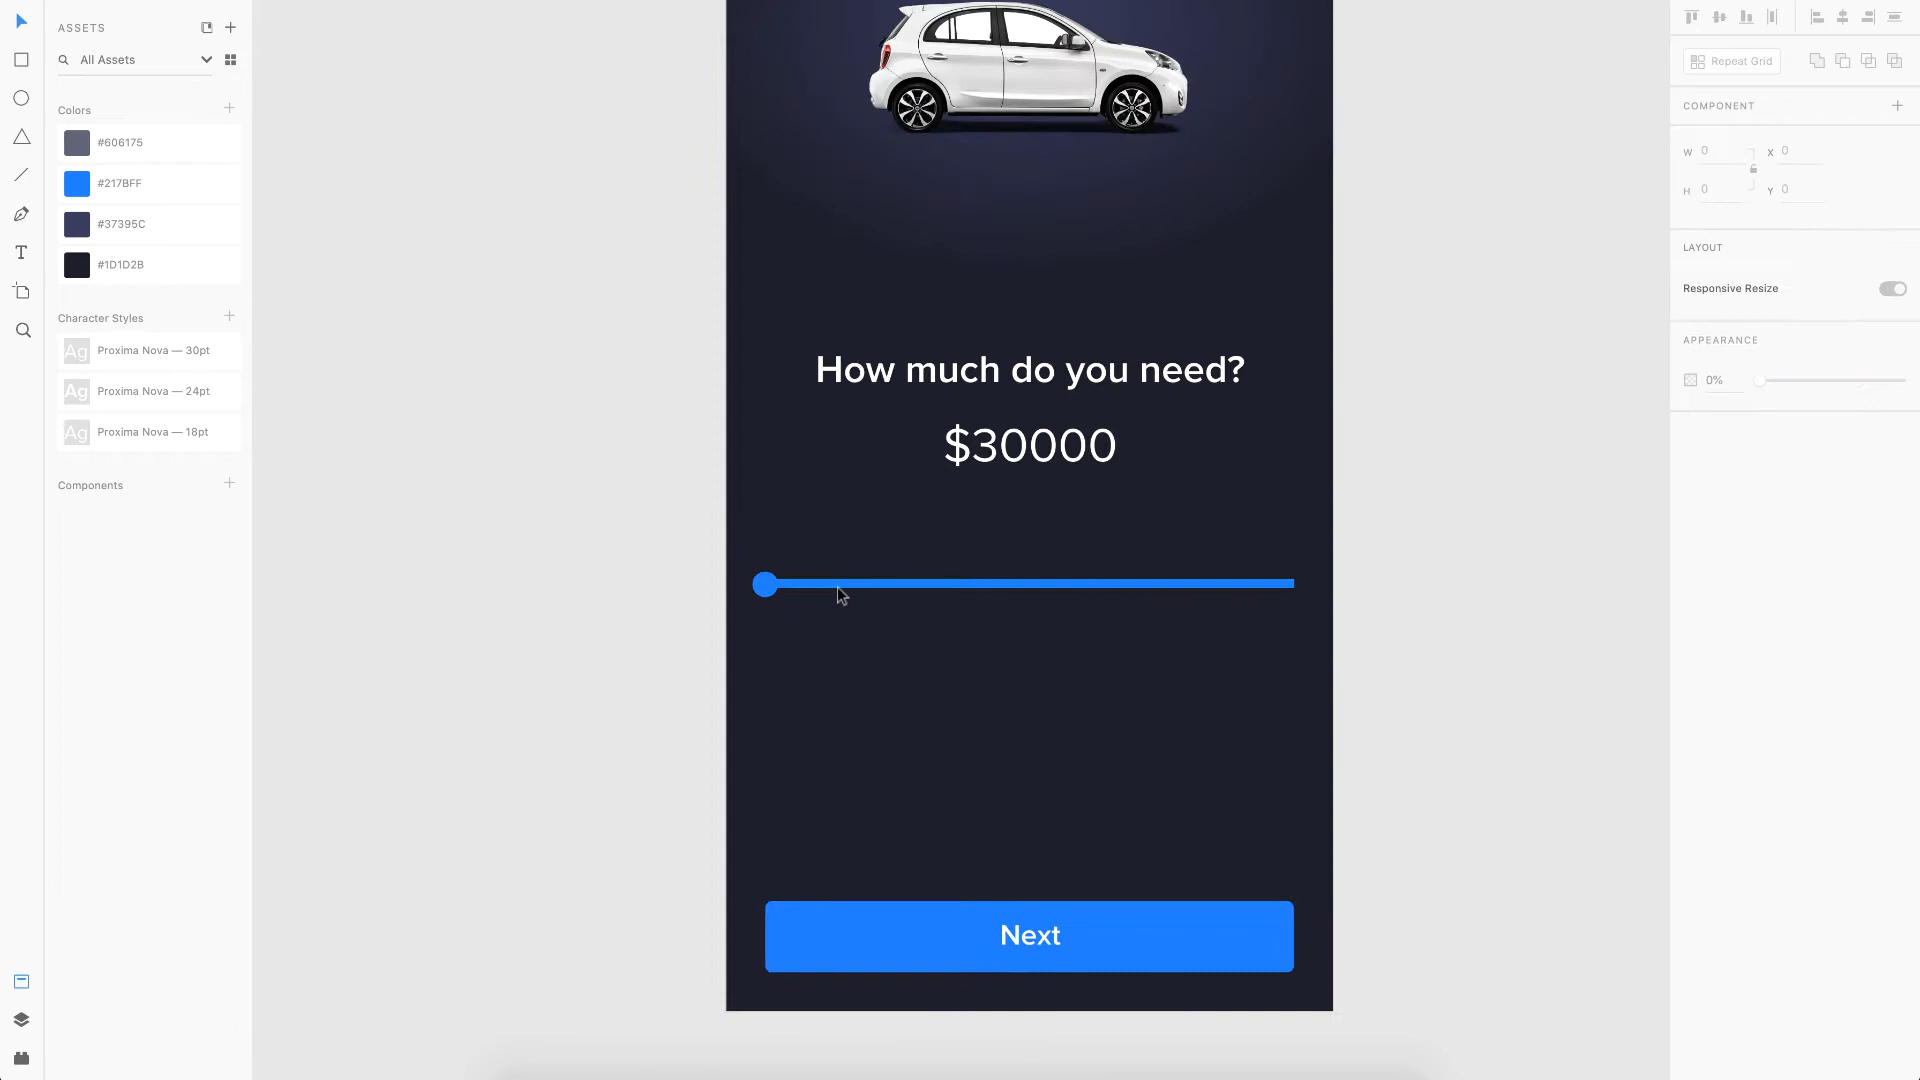 ASSETS
All Assets
Colors
#606175
#217BFF
#37395C
#1D1D2B
Character Styles
Ag Proxima Nova — 30pt
Ag Proxima Nova — 24pt
Ag Proxima Nova — 18pt
Components
How much do you need?
$30000
Next
Repeat Grid
COMPONENT
W 0 X 0
H 0 Y 0
LAYOUT
Responsive Resize
APPEARANCE
0%